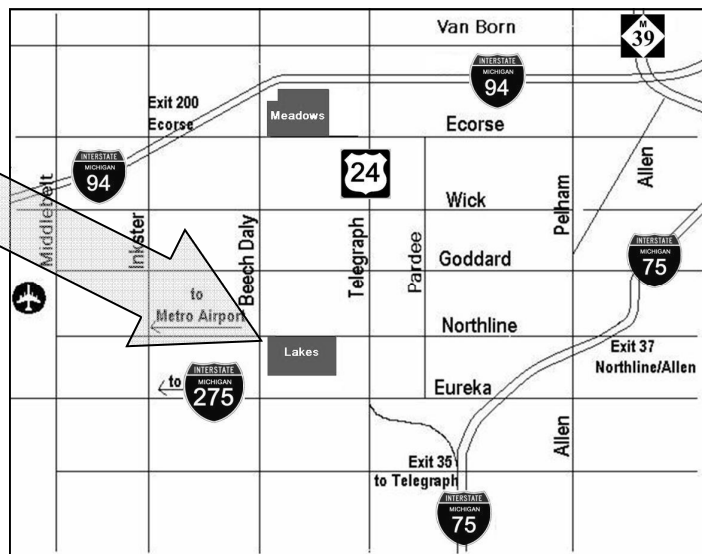 Van Born
M
39
INTERSTATE
MICHIGAN
94
Exit 200
Ecorse
Meadows
Ecorse
INTERSTATE
MICHIGAN
94
24
Wick
Allen
Middlebelt
Inkster
Beech Daly
Telegraph
Pardee
Pelham
Goddard
INTERSTATE
MICHIGAN
75
to
Metro Airport
Northline
Lakes
Exit 37
Northline/Allen
to
INTERSTATE
MICHIGAN
275
Eureka
Allen
Exit 35
to Telegraph
INTERSTATE
MICHIGAN
75